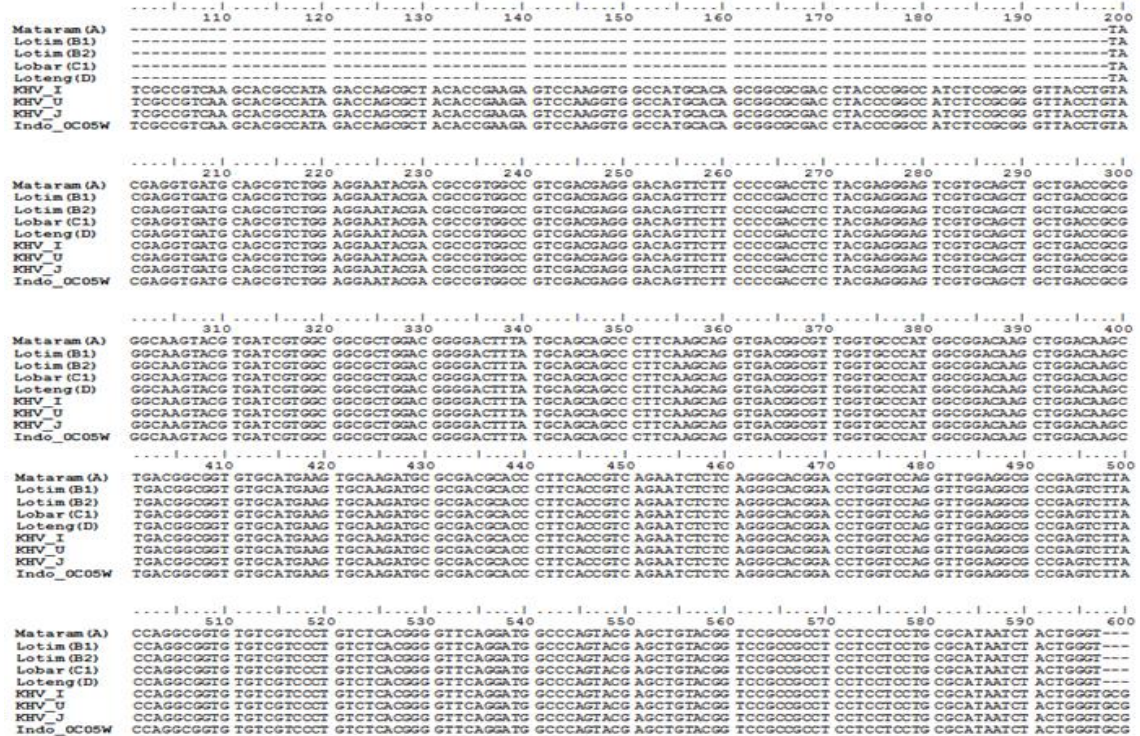 ....|....| ....|....| ....|....| ....|....| ....|....| ....|....| ....|....| ....|....| ....|....| ....|....|
110 120 130 140 150 160 170 180 190 200
Mataram(A) ---------- ---------- ---------- ---------- ---------- ---------- ---------- ---------- ---------- --------TA
Lotim(B1) ---------- ---------- ---------- ---------- ---------- ---------- ---------- ---------- ---------- --------TA
Lotim(B2) ---------- ---------- ---------- ---------- ---------- ---------- ---------- ---------- ---------- --------TA
Lobar(C1) ---------- ---------- ---------- ---------- ---------- ---------- ---------- ---------- ---------- --------TA
Loteng(D) ---------- ---------- ---------- ---------- ---------- ---------- ---------- ---------- ---------- --------TA
KHV_I TCGCCGTCAA GCACGCCATA GACCAGCGCT ACACCGAAGA GTCCAAGGTG GCCATGCACA GCGGCGCGAC CTACCCGGCC ATCTCCGCGG GTTACCTGTA
KHV_U TCGCCGTCAA GCACGCCATA GACCAGCGCT ACACCGAAGA GTCCAAGGTG GCCATGCACA GCGGCGCGAC CTACCCGGCC ATCTCCGCGG GTTACCTGTA
KHV_J TCGCCGTCAA GCACGCCATA GACCAGCGCT ACACCGAAGA GTCCAAGGTG GCCATGCACA GCGGCGCGAC CTACCCGGCC ATCTCCGCGG GTTACCTGTA
Indo_0C05W TCGCCGTCAA GCACGCCATA GACCAGCGCT ACACCGAAGA GTCCAAGGTG GCCATGCACA GCGGCGCGAC CTACCCGGCC ATCTCCGCGG GTTACCTGTA
....|....| ....|....| ....|....| ....|....| ....|....| ....|....| ....|....| ....|....| ....|....| ....|....|
210 220 230 240 250 260 270 280 290 300
Mataram(A) CGAGGTGATG CAGCGTCTGG AGGAATACGA CGCCGTGGCC GTCGACGAGG GACAGTTCTT CCCCGACCTC TACGAGGGAG TCGTGCAGCT GCTGACCGCG
Lotim(B1) CGAGGTGATG CAGCGTCTGG AGGAATACGA CGCCGTGGCC GTCGACGAGG GACAGTTCTT CCCCGACCTC TACGAGGGAG TCGTGCAGCT GCTGACCGCG
Lotim(B2) CGAGGTGATG CAGCGTCTGG AGGAATACGA CGCCGTGGCC GTCGACGAGG GACAGTTCTT CCCCGACCTC TACGAGGGAG TCGTGCAGCT GCTGACCGCG
Lobar(C1) CGAGGTGATG CAGCGTCTGG AGGAATACGA CGCCGTGGCC GTCGACGAGG GACAGTTCTT CCCCGACCTC TACGAGGGAG TCGTGCAGCT GCTGACCGCG
Loteng(D) CGAGGTGATG CAGCGTCTGG AGGAATACGA CGCCGTGGCC GTCGACGAGG GACAGTTCTT CCCCGACCTC TACGAGGGAG TCGTGCAGCT GCTGACCGCG
KHV_I CGAGGTGATG CAGCGTCTGG AGGAATACGA CGCCGTGGCC GTCGACGAGG GACAGTTCTT CCCCGACCTC TACGAGGGAG TCGTGCAGCT GCTGACCGCG
KHV_U CGAGGTGATG CAGCGTCTGG AGGAATACGA CGCCGTGGCC GTCGACGAGG GACAGTTCTT CCCCGACCTC TACGAGGGAG TCGTGCAGCT GCTGACCGCG
KHV_J CGAGGTGATG CAGCGTCTGG AGGAATACGA CGCCGTGGCC GTCGACGAGG GACAGTTCTT CCCCGACCTC TACGAGGGAG TCGTGCAGCT GCTGACCGCG
Indo_0C05W CGAGGTGATG CAGCGTCTGG AGGAATACGA CGCCGTGGCC GTCGACGAGG GACAGTTCTT CCCCGACCTC TACGAGGGAG TCGTGCAGCT GCTGACCGCG
....|....| ....|....| ....|....| ....|....| ....|....| ....|....| ....|....| ....|....| ....|....| ....|....|
310 320 330 340 350 360 370 380 390 400
Mataram(A) GGCAAGTACG TGATCGTGGC GGCGCTGGAC GGGGACTTTA TGCAGCAGCC CTTCAAGCAG GTGACGGCGT TGGTGCCCAT GGCGGACAAG CTGGACAAGC
Lotim(B1) GGCAAGTACG TGATCGTGGC GGCGCTGGAC GGGGACTTTA TGCAGCAGCC CTTCAAGCAG GTGACGGCGT TGGTGCCCAT GGCGGACAAG CTGGACAAGC
Lotim(B2) GGCAAGTACG TGATCGTGGC GGCGCTGGAC GGGGACTTTA TGCAGCAGCC CTTCAAGCAG GTGACGGCGT TGGTGCCCAT GGCGGACAAG CTGGACAAGC
Lobar(C1) GGCAAGTACG TGATCGTGGC GGCGCTGGAC GGGGACTTTA TGCAGCAGCC CTTCAAGCAG GTGACGGCGT TGGTGCCCAT GGCGGACAAG CTGGACAAGC
Loteng(D) GGCAAGTACG TGATCGTGGC GGCGCTGGAC GGGGACTTTA TGCAGCAGCC CTTCAAGCAG GTGACGGCGT TGGTGCCCAT GGCGGACAAG CTGGACAAGC
KHV_I GGCAAGTACG TGATCGTGGC GGCGCTGGAC GGGGACTTTA TGCAGCAGCC CTTCAAGCAG GTGACGGCGT TGGTGCCCAT GGCGGACAAG CTGGACAAGC
KHV_U GGCAAGTACG TGATCGTGGC GGCGCTGGAC GGGGACTTTA TGCAGCAGCC CTTCAAGCAG GTGACGGCGT TGGTGCCCAT GGCGGACAAG CTGGACAAGC
KHV_J GGCAAGTACG TGATCGTGGC GGCGCTGGAC GGGGACTTTA TGCAGCAGCC CTTCAAGCAG GTGACGGCGT TGGTGCCCAT GGCGGACAAG CTGGACAAGC
Indo_0C05W GGCAAGTACG TGATCGTGGC GGCGCTGGAC GGGGACTTTA TGCAGCAGCC CTTCAAGCAG GTGACGGCGT TGGTGCCCAT GGCGGACAAG CTGGACAAGC
....|....| ....|....| ....|....| ....|....| ....|....| ....|....| ....|....| ....|....| ....|....| ....|....|
410 420 430 440 450 460 470 480 490 500
Mataram(A) TGACGGCGGT GTGCATGAAG TGCAAGATGC GCGACGCACC CTTCACCGTC AGAATCTCTC AGGGCACGGA CCTGGTCCAG GTTGGAGGCG CCGAGTCTTA
Lotim(B1) TGACGGCGGT GTGCATGAAG TGCAAGATGC GCGACGCACC CTTCACCGTC AGAATCTCTC AGGGCACGGA CCTGGTCCAG GTTGGAGGCG CCGAGTCTTA
Lotim(B2) TGACGGCGGT GTGCATGAAG TGCAAGATGC GCGACGCACC CTTCACCGTC AGAATCTCTC AGGGCACGGA CCTGGTCCAG GTTGGAGGCG CCGAGTCTTA
Lobar(C1) TGACGGCGGT GTGCATGAAG TGCAAGATGC GCGACGCACC CTTCACCGTC AGAATCTCTC AGGGCACGGA CCTGGTCCAG GTTGGAGGCG CCGAGTCTTA
Loteng(D) TGACGGCGGT GTGCATGAAG TGCAAGATGC GCGACGCACC CTTCACCGTC AGAATCTCTC AGGGCACGGA CCTGGTCCAG GTTGGAGGCG CCGAGTCTTA
KHV_I TGACGGCGGT GTGCATGAAG TGCAAGATGC GCGACGCACC CTTCACCGTC AGAATCTCTC AGGGCACGGA CCTGGTCCAG GTTGGAGGCG CCGAGTCTTA
KHV_U TGACGGCGGT GTGCATGAAG TGCAAGATGC GCGACGCACC CTTCACCGTC AGAATCTCTC AGGGCACGGA CCTGGTCCAG GTTGGAGGCG CCGAGTCTTA
KHV_J TGACGGCGGT GTGCATGAAG TGCAAGATGC GCGACGCACC CTTCACCGTC AGAATCTCTC AGGGCACGGA CCTGGTCCAG GTTGGAGGCG CCGAGTCTTA
Indo_0C05W TGACGGCGGT GTGCATGAAG TGCAAGATGC GCGACGCACC CTTCACCGTC AGAATCTCTC AGGGCACGGA CCTGGTCCAG GTTGGAGGCG CCGAGTCTTA
....|....| ....|....| ....|....| ....|....| ....|....| ....|....| ....|....| ....|....| ....|....| ....|....|
510 520 530 540 550 560 570 580 590 600
Mataram(A) CCAGGCGGTG TGTCGTCCCT GTCTCACGGG GTTCAGGATG GCCCAGTACG AGCTGTACGG TCCGCCGCCT CCTCCTCCTG CGCATAATCT ACTGGGT---
Lotim(B1) CCAGGCGGTG TGTCGTCCCT GTCTCACGGG GTTCAGGATG GCCCAGTACG AGCTGTACGG TCCGCCGCCT CCTCCTCCTG CGCATAATCT ACTGGGT---
Lotim(B2) CCAGGCGGTG TGTCGTCCCT GTCTCACGGG GTTCAGGATG GCCCAGTACG AGCTGTACGG TCCGCCGCCT CCTCCTCCTG CGCATAATCT ACTGGGT---
Lobar(C1) CCAGGCGGTG TGTCGTCCCT GTCTCACGGG GTTCAGGATG GCCCAGTACG AGCTGTACGG TCCGCCGCCT CCTCCTCCTG CGCATAATCT ACTGGGT---
Loteng(D) CCAGGCGGTG TGTCGTCCCT GTCTCACGGG GTTCAGGATG GCCCAGTACG AGCTGTACGG TCCGCCGCCT CCTCCTCCTG CGCATAATCT ACTGGGT---
KHV_I CCAGGCGGTG TGTCGTCCCT GTCTCACGGG GTTCAGGATG GCCCAGTACG AGCTGTACGG TCCGCCGCCT CCTCCTCCTG CGCATAATCT ACTGGGTGCG
KHV_U CCAGGCGGTG TGTCGTCCCT GTCTCACGGG GTTCAGGATG GCCCAGTACG AGCTGTACGG TCCGCCGCCT CCTCCTCCTG CGCATAATCT ACTGGGTGCG
KHV_J CCAGGCGGTG TGTCGTCCCT GTCTCACGGG GTTCAGGATG GCCCAGTACG AGCTGTACGG TCCGCCGCCT CCTCCTCCTG CGCATAATCT ACTGGGTGCG
Indo_0C05W CCAGGCGGTG TGTCGTCCCT GTCTCACGGG GTTCAGGATG GCCCAGTACG AGCTGTACGG TCCGCCGCCT CCTCCTCCTG CGCATAATCT ACTGGGTGCG